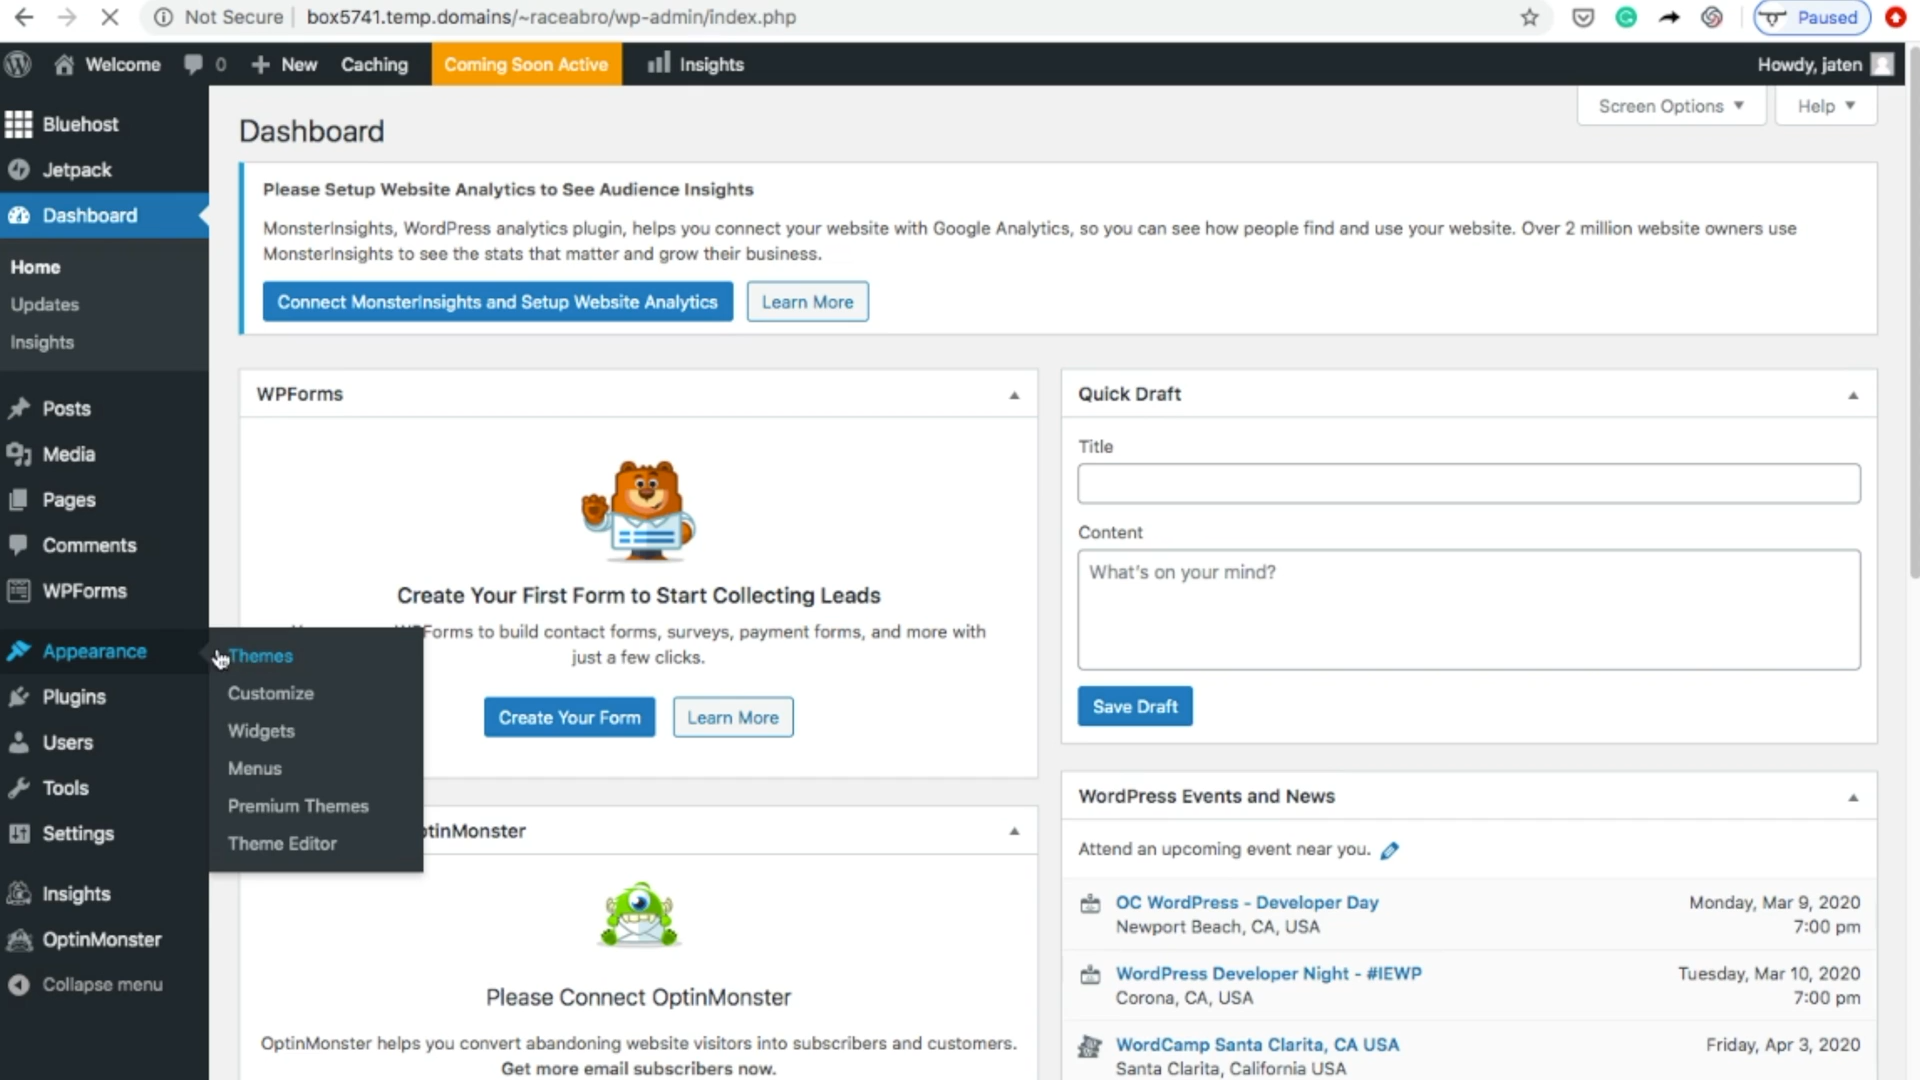 Not Secure
box5741.temp.domains/~raceabro/wp-admin/index.php
Paused
Welcome
0
New
Caching
Coming Soon Active
Insights
Howdy, jaten
Screen Options
Help
Bluehost
Jetpack
Dashboard
Home
Updates
Insights
Posts
Media
Pages
Comments
WPForms
Appearance
Themes
Customize
Widgets
Menus
Premium Themes
Theme Editor
Plugins
Users
Tools
Settings
Insights
OptinMonster
Collapse menu
Dashboard
Please Setup Website Analytics to See Audience Insights
MonsterInsights, WordPress analytics plugin, helps you connect your website with Google Analytics, so you can see how people find and use your website. Over 2 million website owners use
MonsterInsights to see the stats that matter and grow their business.
Connect MonsterInsights and Setup Website Analytics
Learn More
WPForms
Create Your First Form to Start Collecting Leads
WPForms to build contact forms, surveys, payment forms, and more with
just a few clicks.
Create Your Form
Learn More
ptinMonster
Please Connect OptinMonster
OptinMonster helps you convert abandoning website visitors into subscribers and customers.
Get more email subscribers now.
Quick Draft
Title
Content
What's on your mind?
Save Draft
WordPress Events and News
Attend an upcoming event near you.
OC WordPress - Developer Day
Monday, Mar 9, 2020
Newport Beach, CA, USA
7:00 pm
WordPress Developer Night - #IEWP
Tuesday, Mar 10, 2020
Corona, CA, USA
7:00 pm
WordCamp Santa Clarita, CA USA
Friday, Apr 3, 2020
Santa Clarita, California USA